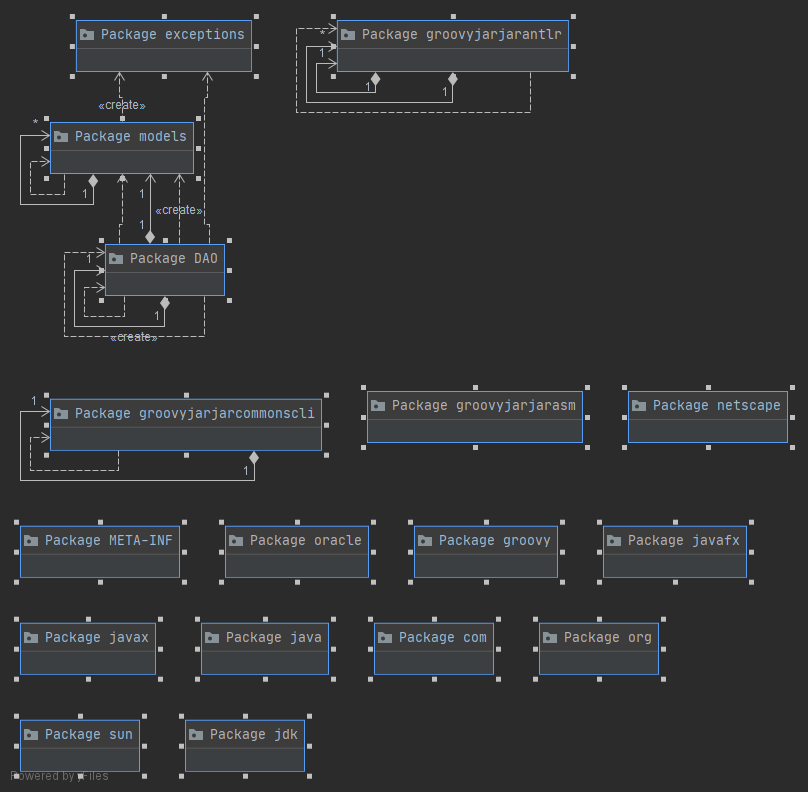 Package exceptions
Package groovyjarjarantlr
*
1
1
1
«create»
*
Package models
1
1
«create»
1
Package DAO
1
1
«create»
1
Package groovyjarjarcommonscli
1
Package groovyjarjarasm
Package netscape
Package META-INF
Package oracle
Package groovy
Package javafx
Package javax
Package java
Package com
Package org
Package sun
Package jdk
Powered by yFiles